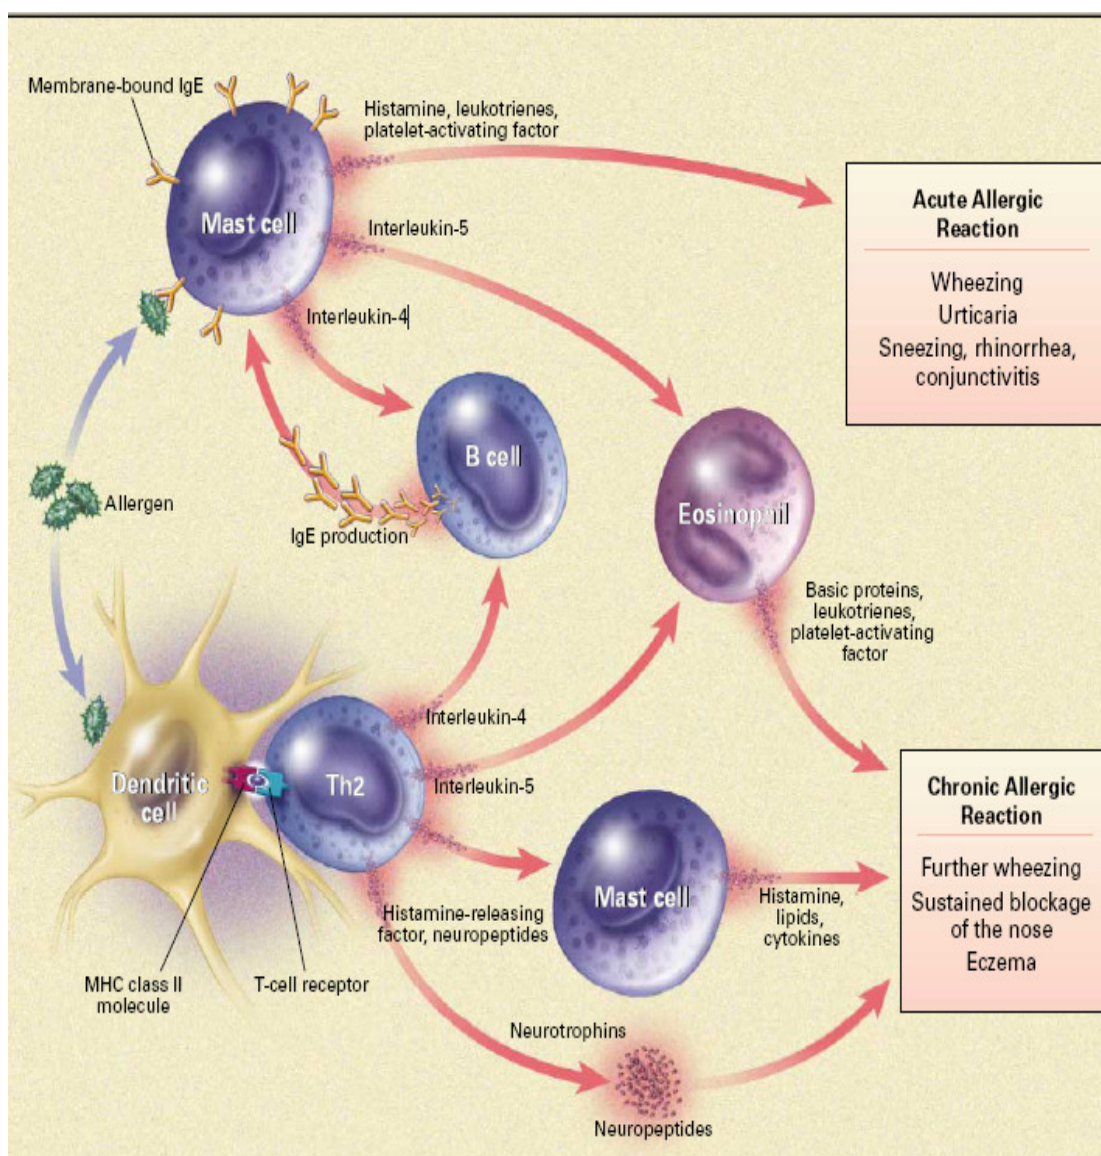 Membrane-bound IgE
Histamine, leukotrienes,
platelet-activating factor
Mast cell
Interleukin-5
Interleukin-4
Acute Allergic
Reaction
Wheezing
Urticaria
Sneezing, rhinorrhea,
conjunctivitis
B cell
Allergen
IgE production
Eosinophil
Basic proteins,
leukotrienes,
platelet-activating
factor
Interleukin-4
Dendritic
cell
Th2
Interleukin-5
Chronic Allergic
Reaction
Further wheezing
Sustained blockage
of the nose
Eczema
Mast cell
Histamine,
lipids,
cytokines
Histamine-releasing
factor, neuropeptides
MHC class II
molecule
T-cell receptor
Neurotrophins
Neuropeptides